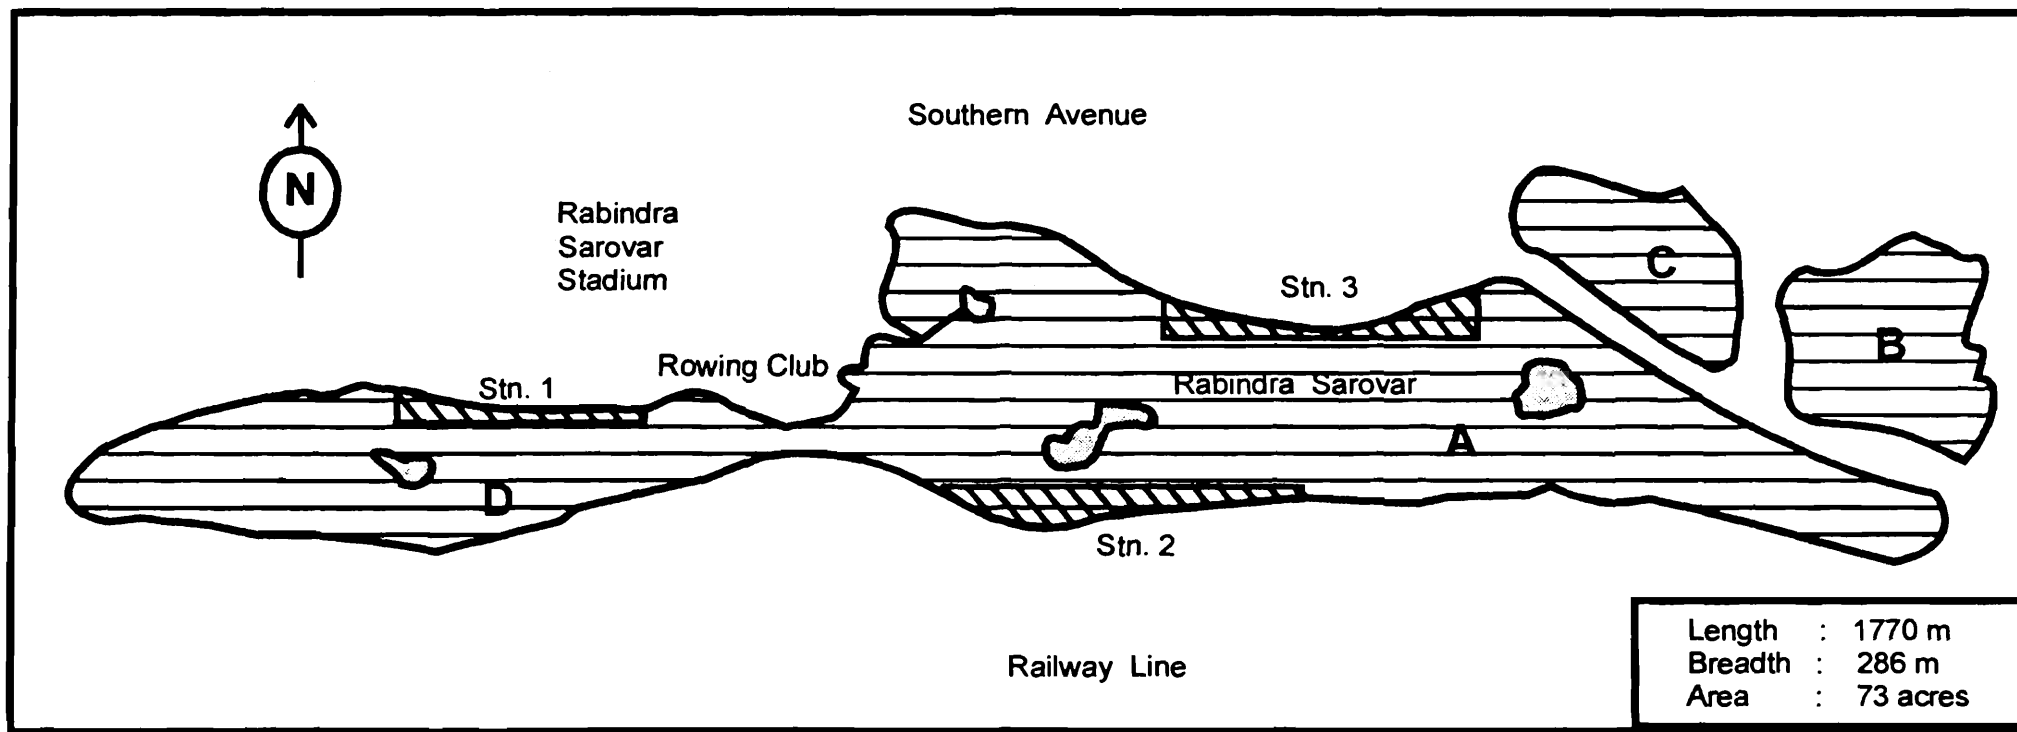 Southern Avenue
N
Rabindra
Sarovar
Stadium
C
Stn. 3
B
Rowing Club
Stn. 1
Rabindra Sarovar
A
D
Stn. 2
Railway Line
Length : 1770 m
Breadth : 286 m
Area : 73 acres